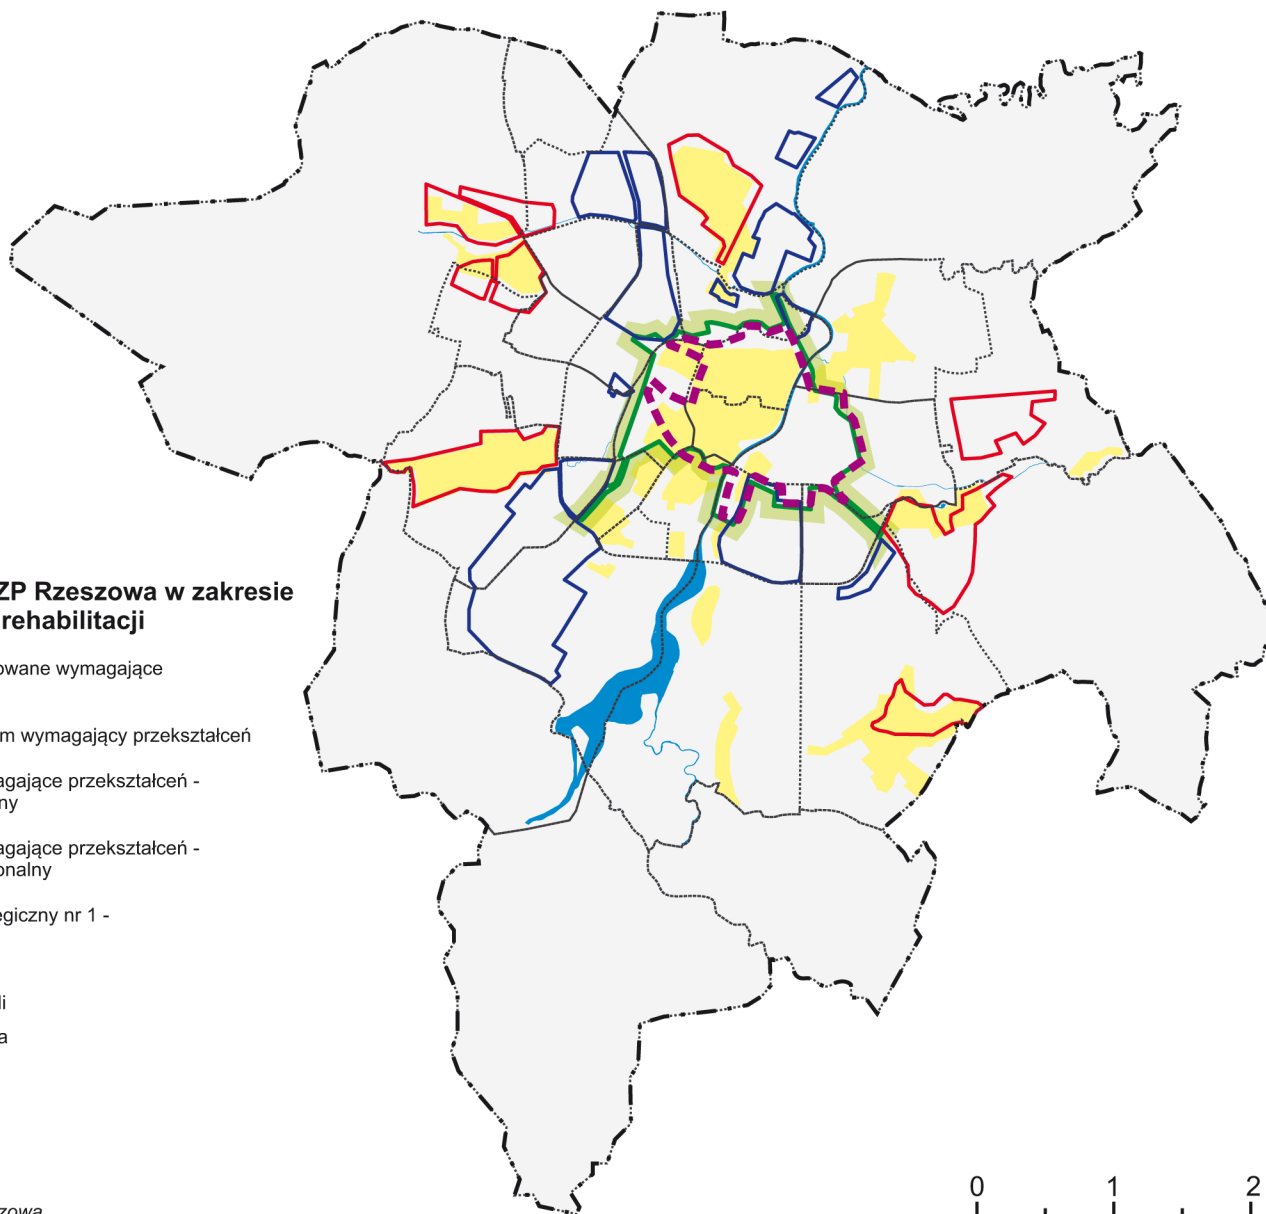 ZP Rzeszowa w zakresie
rehabilitacji
owane wymagające
m wymagający przekształceń
agające przekształceń -
ny
agające przekształceń -
onalny
egiczny nr 1 -
li
a
zowa
0 1 2